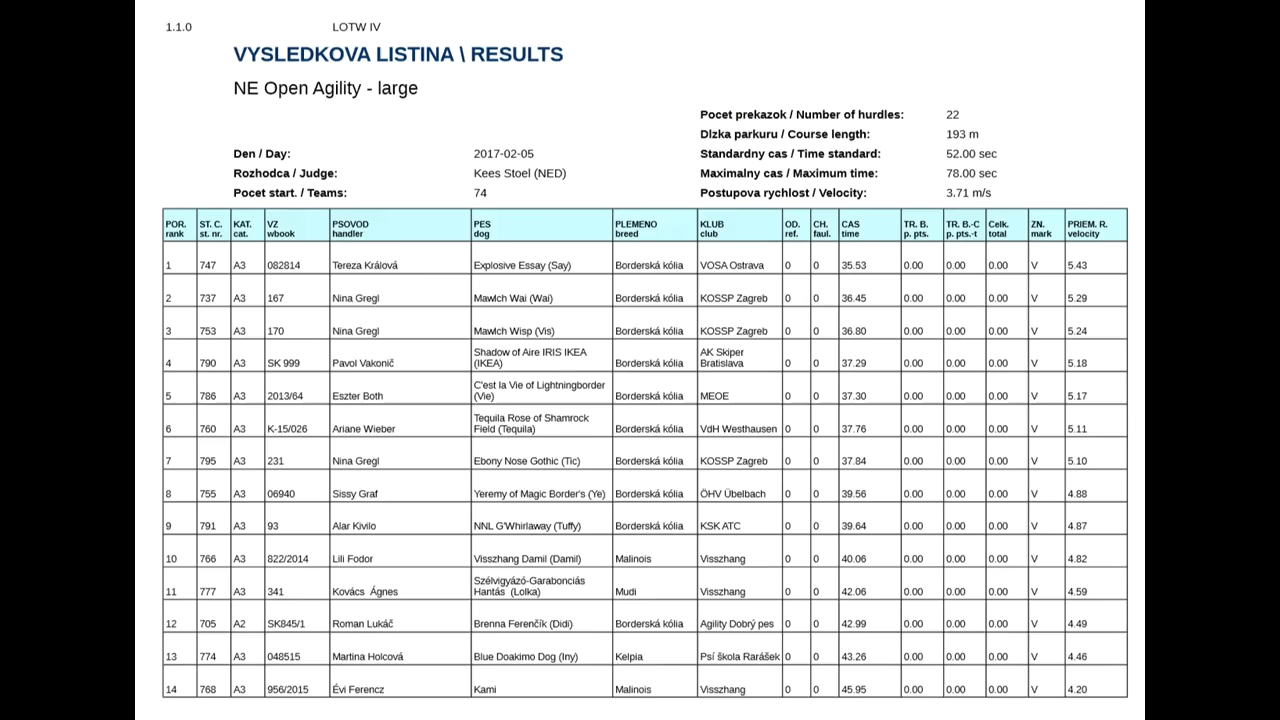 1.1.0 LOTW IV
VYSLEDKOVA LISTINA \ RESULTS
NE Open Agility - large
Pocet prekazok / Number of hurdles: 22
Dlzka parkuru / Course length: 193 m
Den / Day: 2017-02-05 Standardny cas / Time standard: 52.00 sec
Rozhodca / Judge: Kees Stoel (NED) Maximalny cas / Maximum time: 78.00 sec
Pocet start. / Teams: 74 Postupova rychlost / Velocity: 3.71 m/s
POR. ST. C. KAT. VZ PSOVOD PES PLEMENO KLUB OD. CH. CAS TR. B. TR. B.-C Celk. ZN. PRIEM. R.
rank st. nr. cat. wbook handler dog breed club ref. faul. time p. pts. p. pts.-t total mark velocity
1 747 A3 082814 Tereza Králová Explosive Essay (Say) Borderská kólia VOSA Ostrava 0 0 35.53 0.00 0.00 0.00 V 5.43
2 737 A3 167 Nina Gregl Mawlch Wai (Wai) Borderská kólia KOSSP Zagreb 0 0 36.45 0.00 0.00 0.00 V 5.29
3 753 A3 170 Nina Gregl Mawlch Wisp (Vis) Borderská kólia KOSSP Zagreb 0 0 36.80 0.00 0.00 0.00 V 5.24
Shadow of Aire IRIS IKEA AK Skiper
4 790 A3 SK 999 Pavol Vakonič (IKEA) Borderská kólia Bratislava 0 0 37.29 0.00 0.00 0.00 V 5.18
C'est la Vie of Lightningborder
5 786 A3 2013/64 Eszter Both (Vie) Borderská kólia MEOE 0 0 37.30 0.00 0.00 0.00 V 5.17
Tequila Rose of Shamrock
6 760 A3 K-15/026 Ariane Wieber Field (Tequila) Borderská kólia VdH Westhausen 0 0 37.76 0.00 0.00 0.00 V 5.11
7 795 A3 231 Nina Gregl Ebony Nose Gothic (Tic) Borderská kólia KOSSP Zagreb 0 0 37.84 0.00 0.00 0.00 V 5.10
8 755 A3 06940 Sissy Graf Yeremy of Magic Border's (Ye) Borderská kólia ÖHV Übelbach 0 0 39.56 0.00 0.00 0.00 V 4.88
9 791 A3 93 Alar Kivilo NNL G'Whirlaway (Tuffy) Borderská kólia KSK ATC 0 0 39.64 0.00 0.00 0.00 V 4.87
10 766 A3 822/2014 Lili Fodor Visszhang Damil (Damil) Malinois Visszhang 0 0 40.06 0.00 0.00 0.00 V 4.82
Szélvigyázó-Garabonciás
11 777 A3 341 Kovács Ágnes Hantás (Lolka) Mudi Visszhang 0 0 42.06 0.00 0.00 0.00 V 4.59
12 705 A2 SK845/1 Roman Lukáč Brenna Ferenčík (Didi) Borderská kólia Agility Dobrý pes 0 0 42.99 0.00 0.00 0.00 V 4.49
13 774 A3 048515 Martina Holcová Blue Doakimo Dog (Iny) Kelpia Psí škola Rarášek 0 0 43.26 0.00 0.00 0.00 V 4.46
14 768 A3 956/2015 Évi Ferencz Kami Malinois Visszhang 0 0 45.95 0.00 0.00 0.00 V 4.20